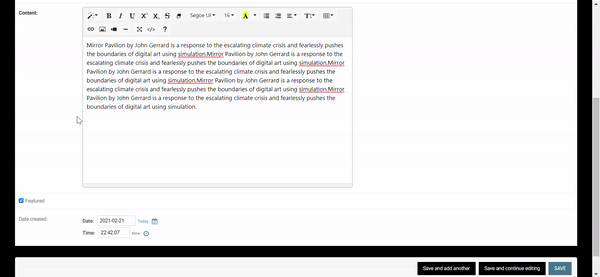 Content:
Segoe UI 16 A
Mirror Pavilion by John Gerrard is a response to the escalating climate crisis and fearlessly pushes
the boundaries of digital art using simulation.Mirror Pavilion by John Gerrard is a response to the
escalating climate crisis and fearlessly pushes the boundaries of digital art using simulation.Mirror
Pavilion by John Gerrard is a response to the escalating climate crisis and fearlessly pushes the
boundaries of digital art using simulation.Mirror Pavilion by John Gerrard is a response to the
escalating climate crisis and fearlessly pushes the boundaries of digital art using simulation.Mirror
Pavilion by John Gerrard is a response to the escalating climate crisis and fearlessly pushes the
boundaries of digital art using simulation.
Featured
Date created:
Date: 2021-02-21 Today
Time: 22:42:07 Now
Save and add another Save and continue editing SAVE